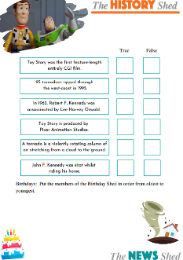 The HISTORY Shed
True False
Toy Story was the first feature-length
entirely CGI film.
95 tornadoes ripped through
the west-coast in 1995.
In 1963, Robert F. Kennedy was
assassinated by Lee Harvey Oswald.
Toy Story is produced by
Pixar Animation Studios.
A tornado is a violently rotating column of
air stretching from a cloud to the ground.
John F. Kennedy was shot whilst
riding his horse.
Birthdays: Put the members of the Birthday Shed in order from oldest to
youngest.
The NEWS Shed